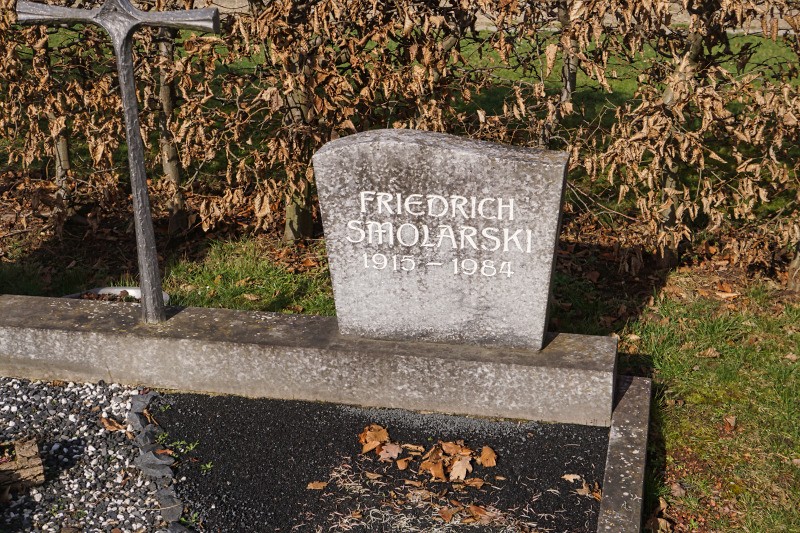 FRIEDRICH
SMOLARSKI
1915 – 1984